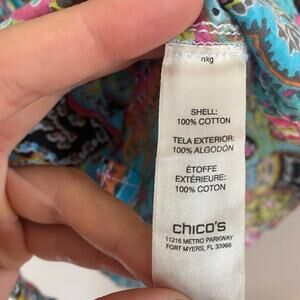 nxg
SHELL:
100% COTTON
TELA EXTERIOR:
100% ALGODÓN
ÉTOFFE
EXTÉRIEURE:
100% COTON
chico's
11215 METRO PARKWAY
FORT MYERS, FL 33966